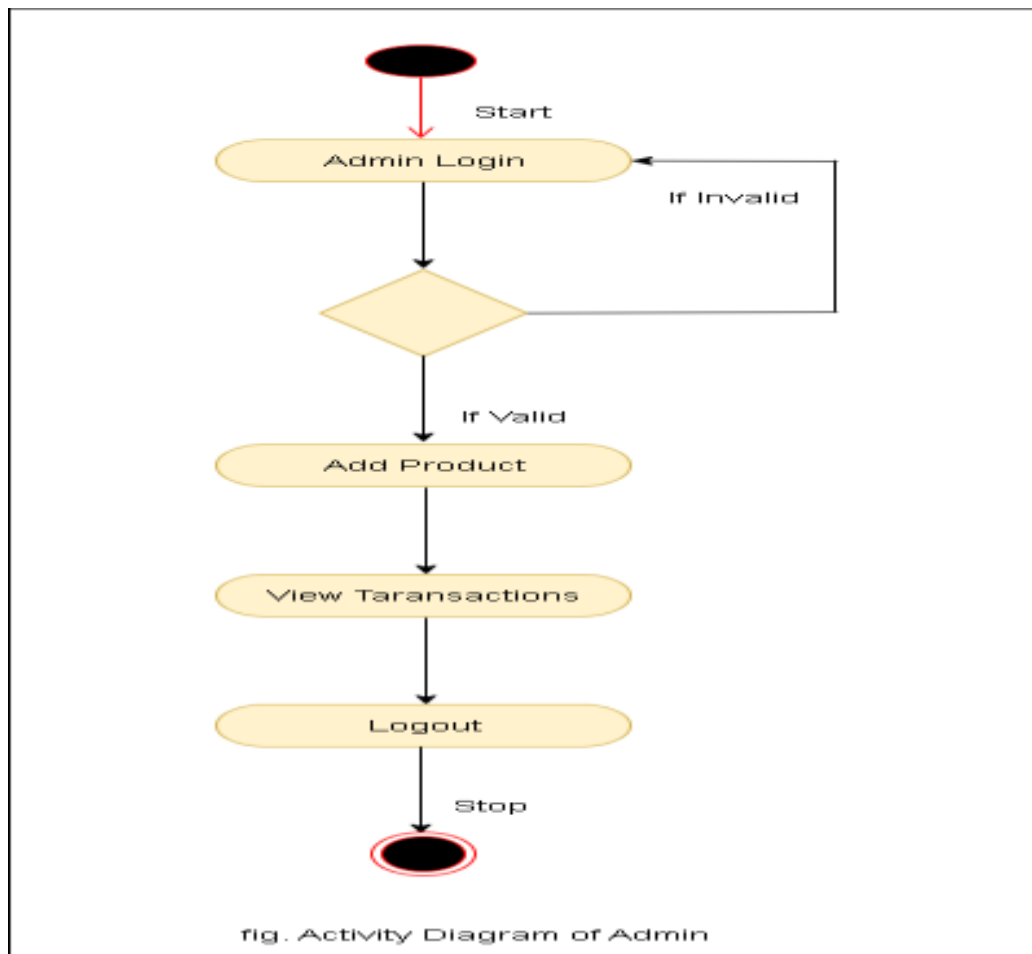 Start
Admin Login
If Invalid
If Valid
Add Product
View Taransactions
Logout
Stop
fig. Activity Diagram of Admin